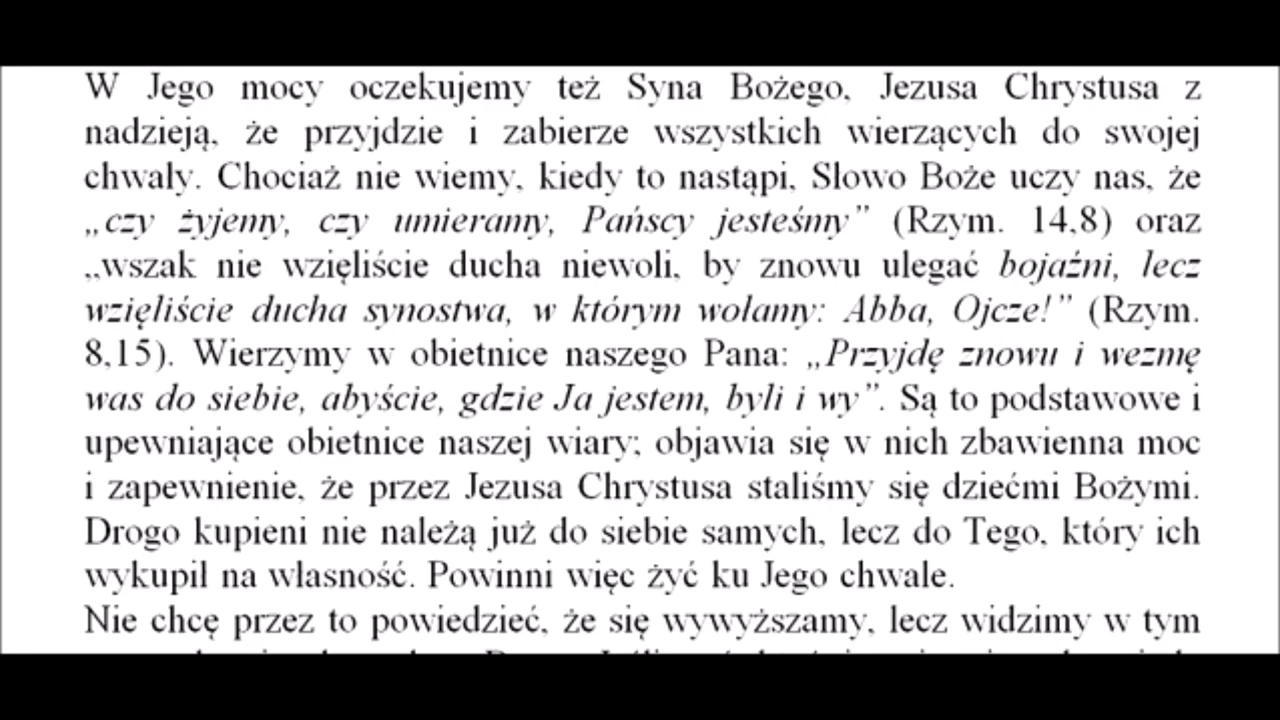 W Jego mocy oczekujemy też Syna Bożego, Jezusa Chrystusa z
nadzieją, że przyjdzie i zabierze wszystkich wierzących do swojej
chwały. Chociaż nie wiemy, kiedy to nastąpi, Słowo Boże uczy nas, że
„czy żyjemy, czy umieramy, Pańscy jesteśmy” (Rzym. 14,8) oraz
„wszak nie wzięliście ducha niewoli, by znowu ulegać bojaźni, lecz
wzięliście ducha synostwa, w którym wołamy: Abba, Ojcze!” (Rzym.
8,15). Wierzymy w obietnice naszego Pana: „Przyjdę znowu i wezmę
was do siebie, abyście, gdzie Ja jestem, byli i wy”. Są to podstawowe i
upewniające obietnice naszej wiary; objawia się w nich zbawienna moc
i zapewnienie, że przez Jezusa Chrystusa staliśmy się dziećmi Bożymi.
Drogo kupieni nie należą już do siebie samych, lecz do Tego, który ich
wykupił na własność. Powinni więc żyć ku Jego chwale.
Nie chcę przez to powiedzieć, że się wywyższamy, lecz widzimy w tym